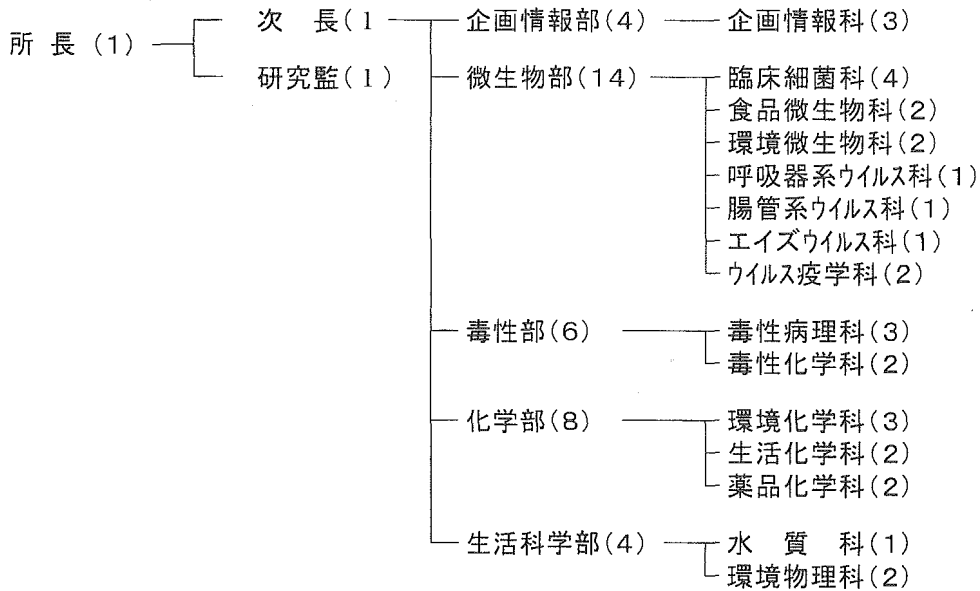 次 長(1 企画情報部(4) 企画情報科(3)
所 長 (1)
研究監(1) 微生物部(14) 臨床細菌科(4)
食品微生物科(2)
環境微生物科(2)
呼吸器系ウイルス科(1)
腸管系ウイルス科(1)
エイズウイルス科(1)
ウイルス疫学科(2)
毒性部(6) 毒性病理科(3)
毒性化学科(2)
化学部(8) 環境化学科(3)
生活化学科(2)
薬品化学科(2)
生活科学部(4) 水 質 科(1)
環境物理科(2)